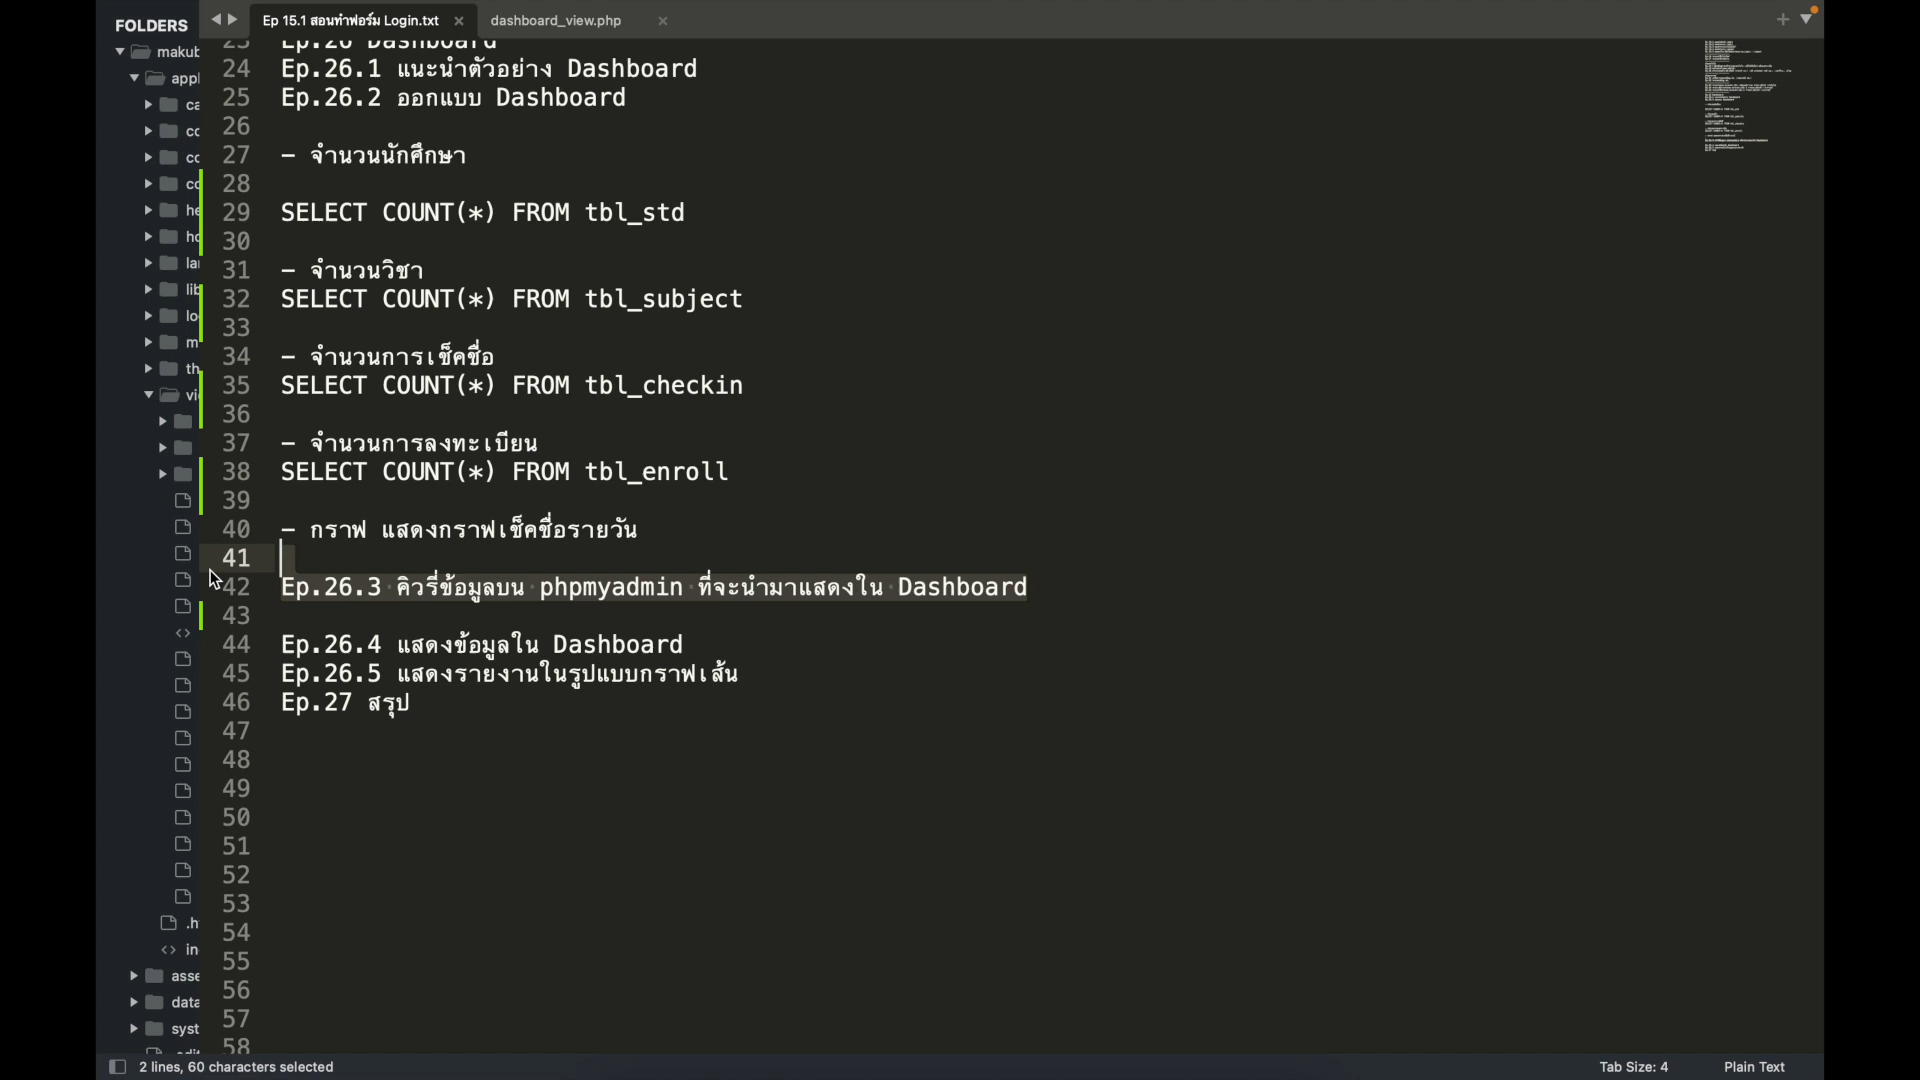 FOLDERS
Ep 15.1 สอนทำฟอร์ม Login.txt
dashboard_view.php
24 Ep.26.1 แนะนำตัวอย่าง Dashboard
25 Ep.26.2 ออกแบบ Dashboard
26
27 - จำนวนนักศึกษา
28
29 SELECT COUNT(*) FROM tbl_std
30
31 - จำนวนวิชา
32 SELECT COUNT(*) FROM tbl_subject
33
34 - จำนวนการเช็คชื่อ
35 SELECT COUNT(*) FROM tbl_checkin
36
37 - จำนวนการลงทะเบียน
38 SELECT COUNT(*) FROM tbl_enroll
39
40 - กราฟ แสดงกราฟเช็คชื่อรายวัน
41
42 Ep.26.3 คิวรี่ข้อมูลบน phpmyadmin ที่จะนำมาแสดงใน Dashboard
43
44 Ep.26.4 แสดงข้อมูลใน Dashboard
45 Ep.26.5 แสดงรายงานในรูปแบบกราฟเส้น
46 Ep.27 สรุป
47
48
49
50
51
52
53
54
55
56
57
58
2 lines, 60 characters selected
Tab Size: 4
Plain Text